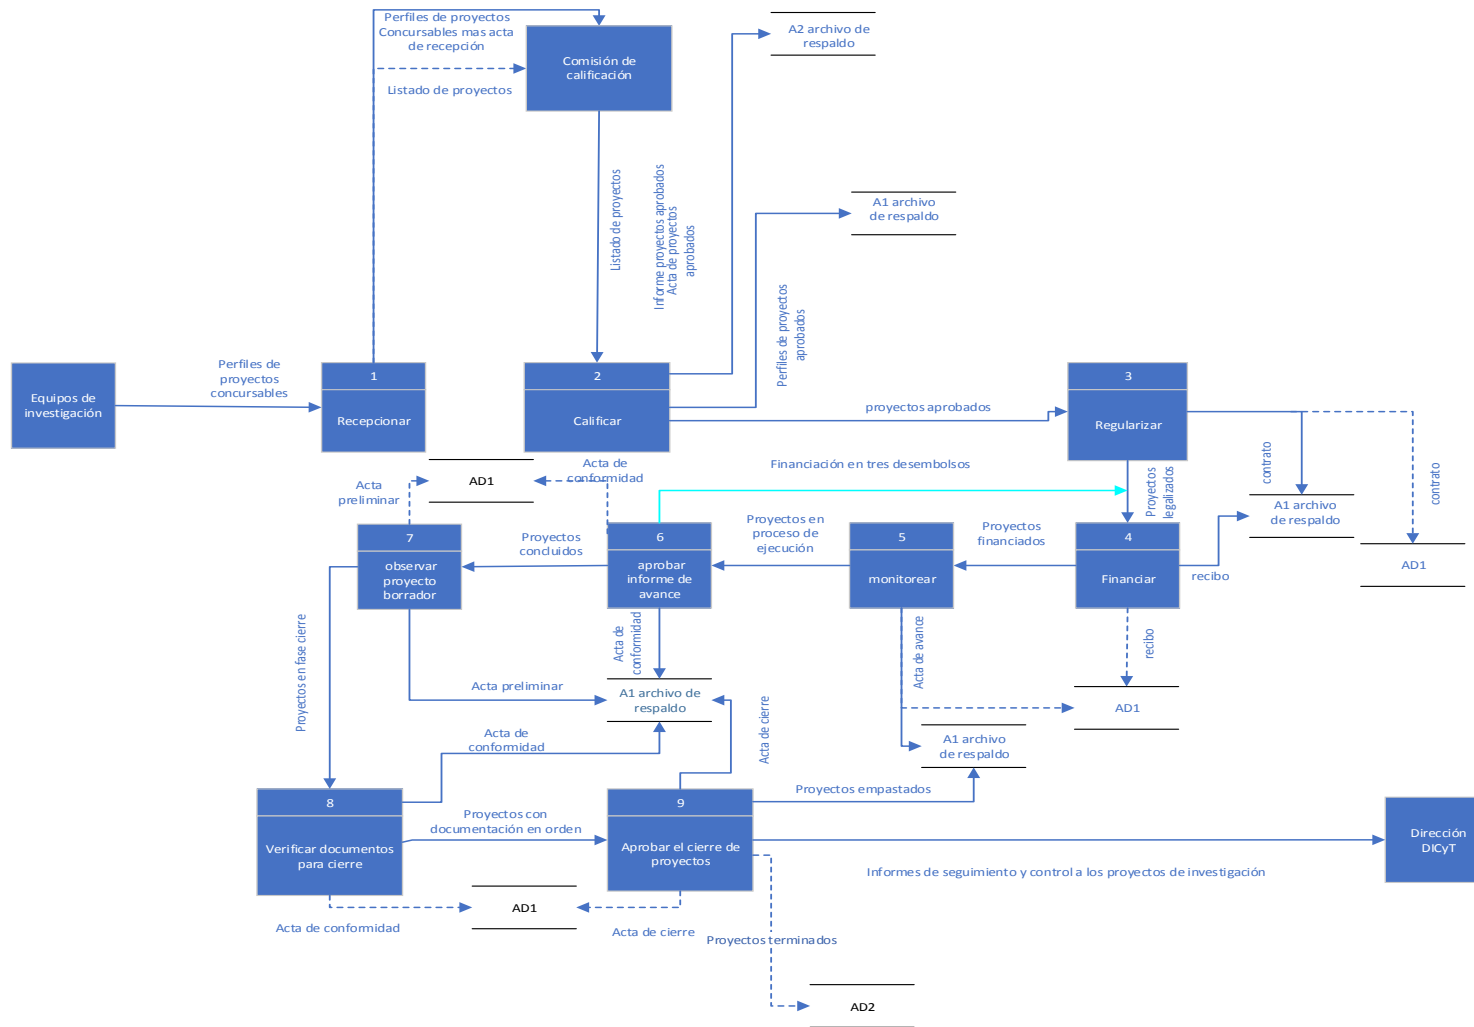 Perfiles de proyectos
Concursables mas acta
de recepción
Comisión de
calificación
Listado de proyectos
A2 archivo de
respaldo
Listado de proyectos
Informe proyectos aprobados
Acta de proyectos
aprobados
A1 archivo
de respaldo
Perfiles de proyectos
aprobados
Equipos de
investigación
Perfiles de
proyectos
concursables
1
Recepcionar
2
Calificar
proyectos aprobados
3
Regularizar
contrato
contrato
Acta
preliminar
AD1
Acta de
conformidad
Financiación en tres desembolsos
Proyectos
legalizados
A1 archivo
de respaldo
AD1
7
observar
proyecto
borrador
Proyectos
concluidos
6
aprobar
informe de
avance
Proyectos en
proceso de
ejecución
5
monitorear
Proyectos
financiados
4
Financiar
recibo
Proyectos en fase cierre
Acta preliminar
Acta de
conformidad
A1 archivo de
respaldo
Acta de avance
recibo
AD1
Acta de
conformidad
Acta de cierre
A1 archivo
de respaldo
8
Verificar documentos
para cierre
Proyectos con
documentación en orden
9
Aprobar el cierre de
proyectos
Proyectos empastados
Dirección
DICyT
Informes de seguimiento y control a los proyectos de investigación
Acta de conformidad
AD1
Acta de cierre
Proyectos terminados
AD2